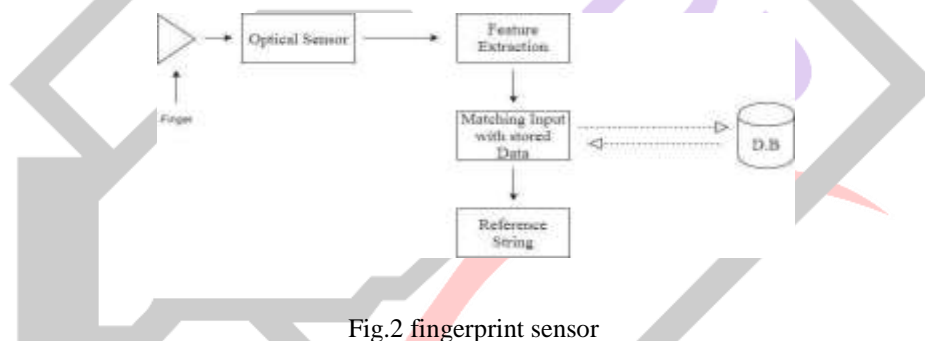 Optical Sensor
Feature
Extraction
Finger
Matching Input
with stored
Data
D.B
Reference
String
Fig.2 fingerprint sensor